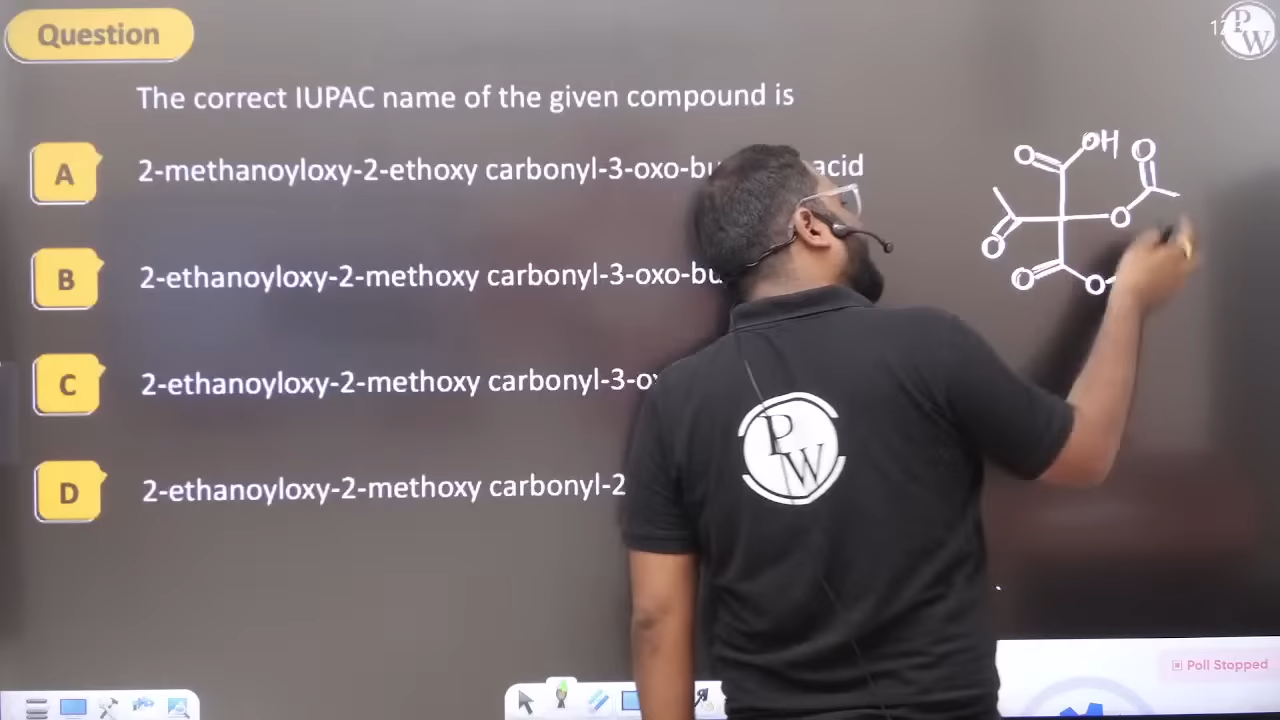 Question
The correct IUPAC name of the given compound is
A
2-methanoyloxy-2-ethoxy carbonyl-3-oxo- acid
B
2-ethanoyloxy-2-methoxy carbonyl-3-oxo-
C
2-ethanoyloxy-2-methoxy carbonyl-3-
D
2-ethanoyloxy-2-methoxy carbonyl-2
O OH O
O O
O O
P W
P W
Poll Stopped